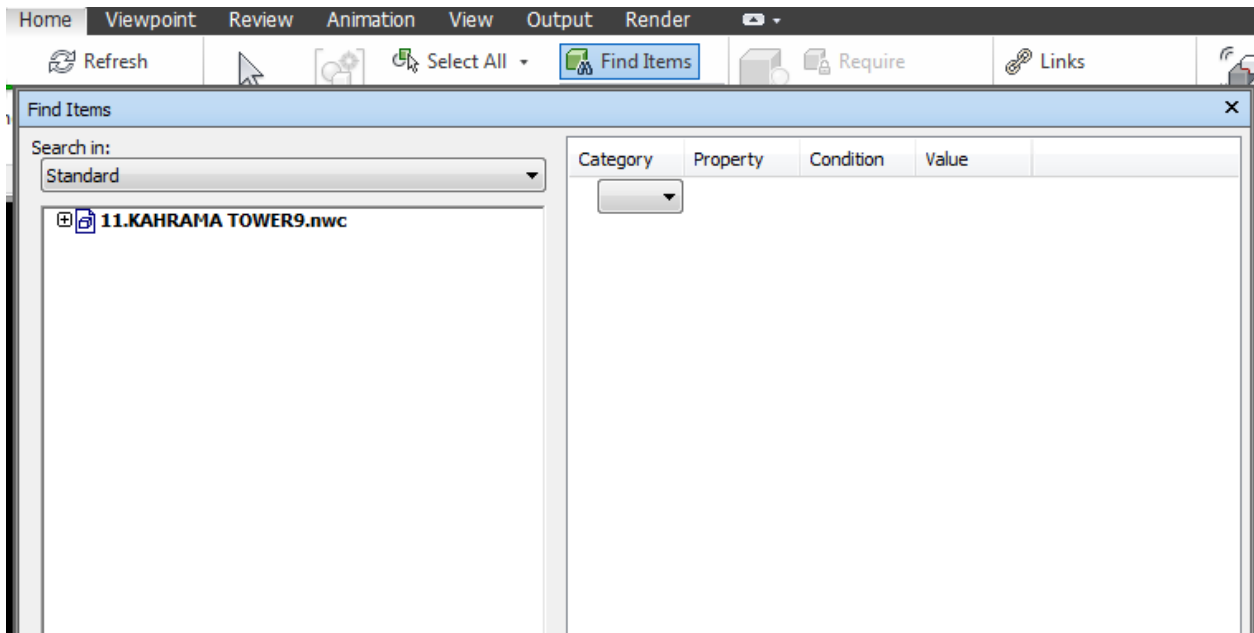 Home Viewpoint Review Animation View Output Render
Refresh Select All Find Items Require Links
Find Items
Search in:
Standard
11.KAHRAMA TOWER9.nwc
Category Property Condition Value